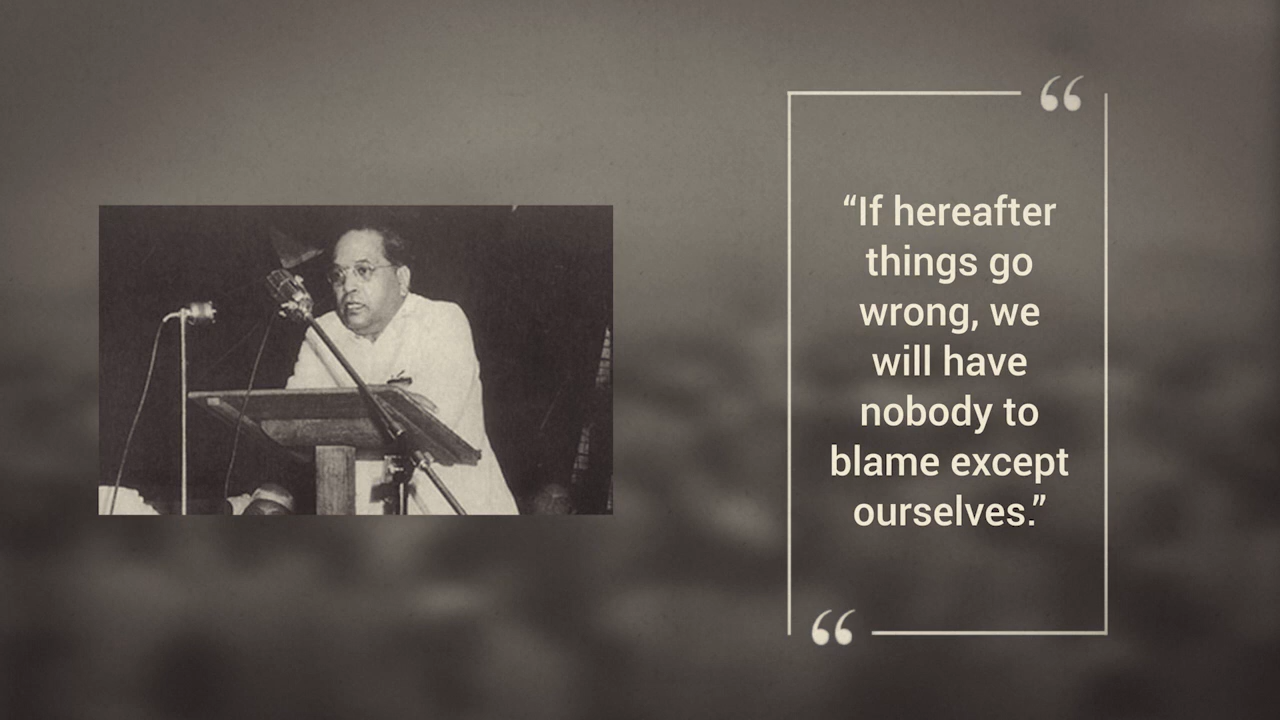 “If hereafter
things go
wrong, we
will have
nobody to
blame except
ourselves.”